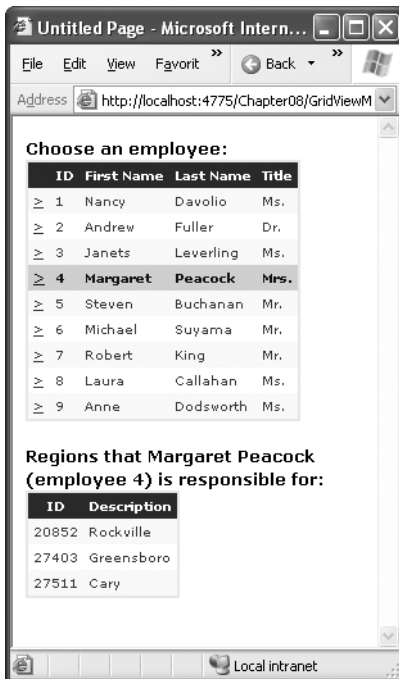 Untitled Page - Microsoft Intern...
File Edit View Favorit » Back »
Address http://localhost:4775/Chapter08/GridViewM
Choose an employee:
ID First Name Last Name Title
> 1 Nancy Davolio Ms.
> 2 Andrew Fuller Dr.
> 3 Janets Leverling Ms.
> 4 Margaret Peacock Mrs.
> 5 Steven Buchanan Mr.
> 6 Michael Suyama Mr.
> 7 Robert King Mr.
> 8 Laura Callahan Ms.
> 9 Anne Dodsworth Ms.
Regions that Margaret Peacock
(employee 4) is responsible for:
ID Description
20852 Rockville
27403 Greensboro
27511 Cary
Local intranet